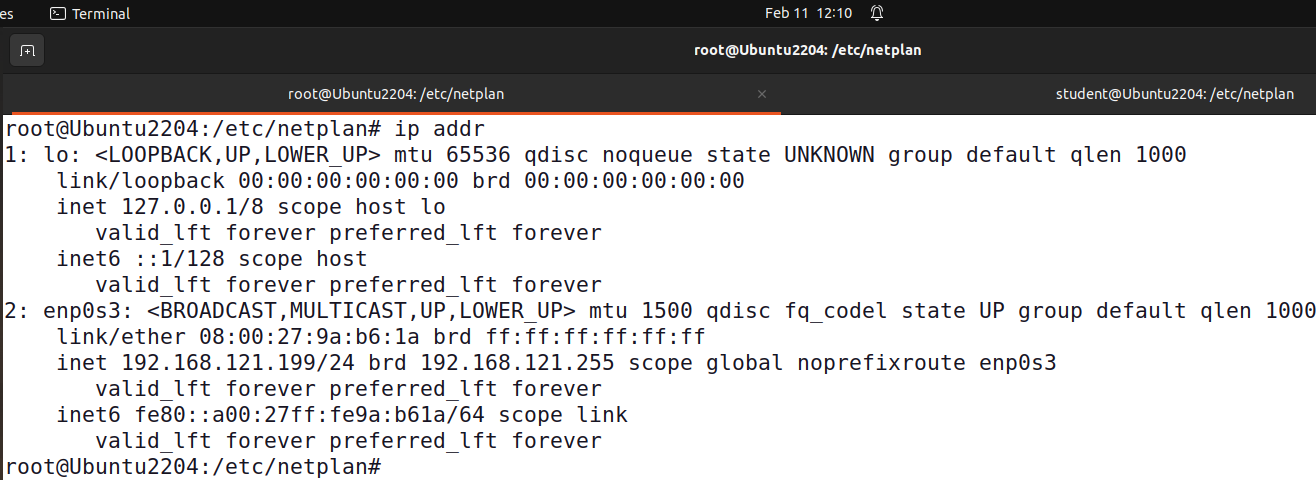 es Terminal Feb 11 12:10
root@Ubuntu2204: /etc/netplan
root@Ubuntu2204: /etc/netplan × student@Ubuntu2204: /etc/netplan
root@Ubuntu2204:/etc/netplan# ip addr
1: lo: <LOOPBACK,UP,LOWER_UP> mtu 65536 qdisc noqueue state UNKNOWN group default qlen 1000
    link/loopback 00:00:00:00:00:00 brd 00:00:00:00:00:00
    inet 127.0.0.1/8 scope host lo
       valid_lft forever preferred_lft forever
    inet6 ::1/128 scope host
       valid_lft forever preferred_lft forever
2: enp0s3: <BROADCAST,MULTICAST,UP,LOWER_UP> mtu 1500 qdisc fq_codel state UP group default qlen 1000
    link/ether 08:00:27:9a:b6:1a brd ff:ff:ff:ff:ff:ff
    inet 192.168.121.199/24 brd 192.168.121.255 scope global noprefixroute enp0s3
       valid_lft forever preferred_lft forever
    inet6 fe80::a00:27ff:fe9a:b61a/64 scope link
       valid_lft forever preferred_lft forever
root@Ubuntu2204:/etc/netplan#